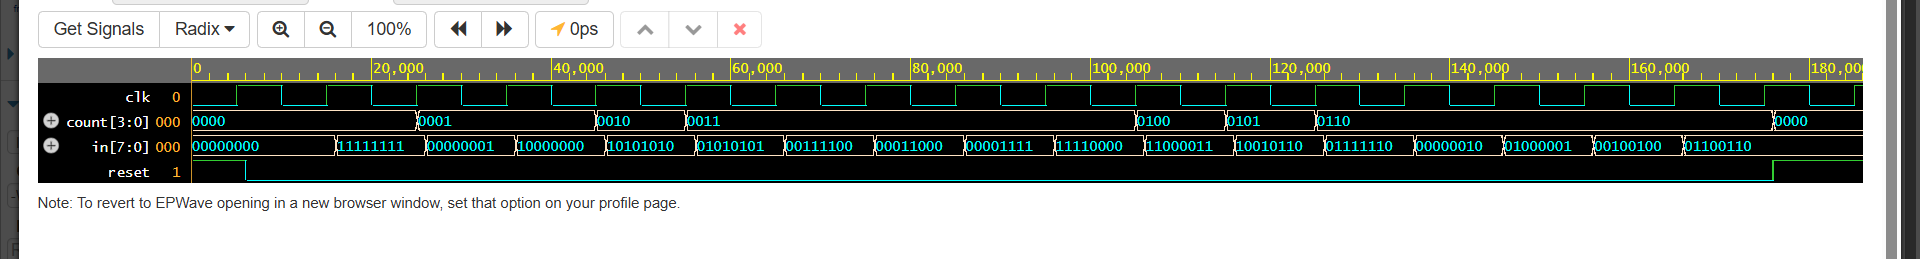 Get Signals Radix 100% 0ps
0 20,000 40,000 60,000 80,000 100,000 120,000 140,000 160,000 180,00
clk 0
count[3:0] 000 0000 0001 0010 0011 0100 0101 0110 0000
in[7:0] 000 00000000 11111111 00000001 10000000 10101010 01010101 00111100 00011000 00001111 11110000 11000011 10010110 01111110 00000010 01000001 00100100 01100110
reset 1
Note: To revert to EPWave opening in a new browser window, set that option on your profile page.